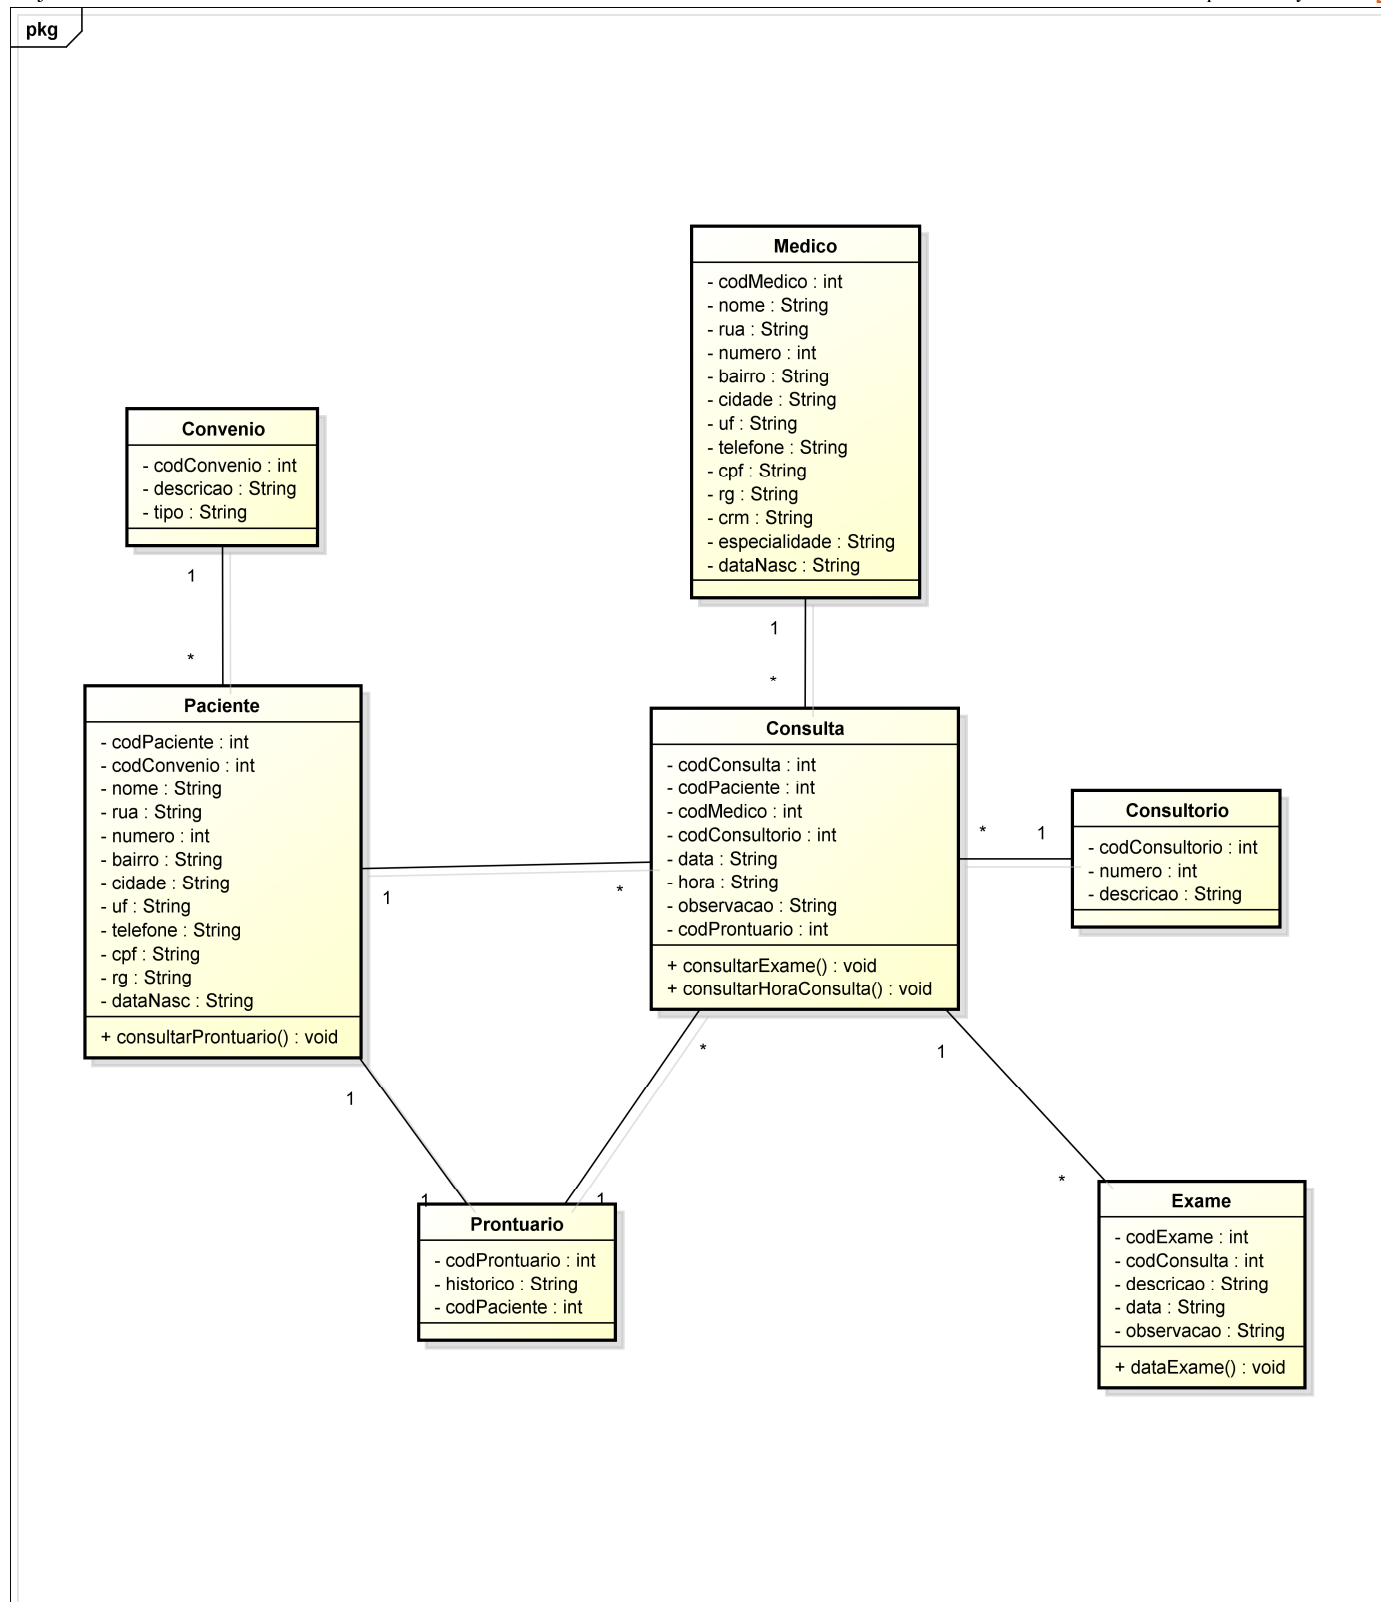 pkg
Medico
- codMedico : int
- nome : String
- rua : String
- numero : int
- bairro : String
- cidade : String
- uf : String
- telefone : String
- cpf : String
- rg : String
- crm : String
- especialidade : String
- dataNasc : String
Convenio
- codConvenio : int
- descricao : String
- tipo : String
1
*
1
*
Paciente
- codPaciente : int
- codConvenio : int
- nome : String
- rua : String
- numero : int
- bairro : String
- cidade : String
- uf : String
- telefone : String
- cpf : String
- rg : String
- dataNasc : String
+ consultarProntuario() : void
1
*
Consulta
- codConsulta : int
- codPaciente : int
- codMedico : int
- codConsultorio : int
- data : String
- hora : String
- observacao : String
- codProntuario : int
+ consultarExame() : void
+ consultarHoraConsulta() : void
*
1
Consultorio
- codConsultorio : int
- numero : int
- descricao : String
1
1
*
1
1
*
Prontuario
- codProntuario : int
- historico : String
- codPaciente : int
Exame
- codExame : int
- codConsulta : int
- descricao : String
- data : String
- observacao : String
+ dataExame() : void